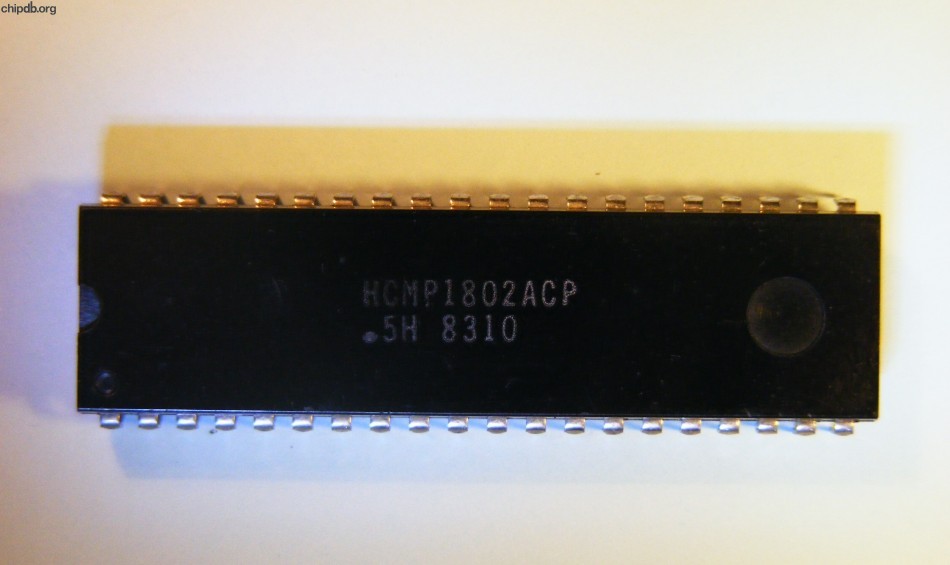 chipdb.org
HCMP1802ACP
.5H 8310